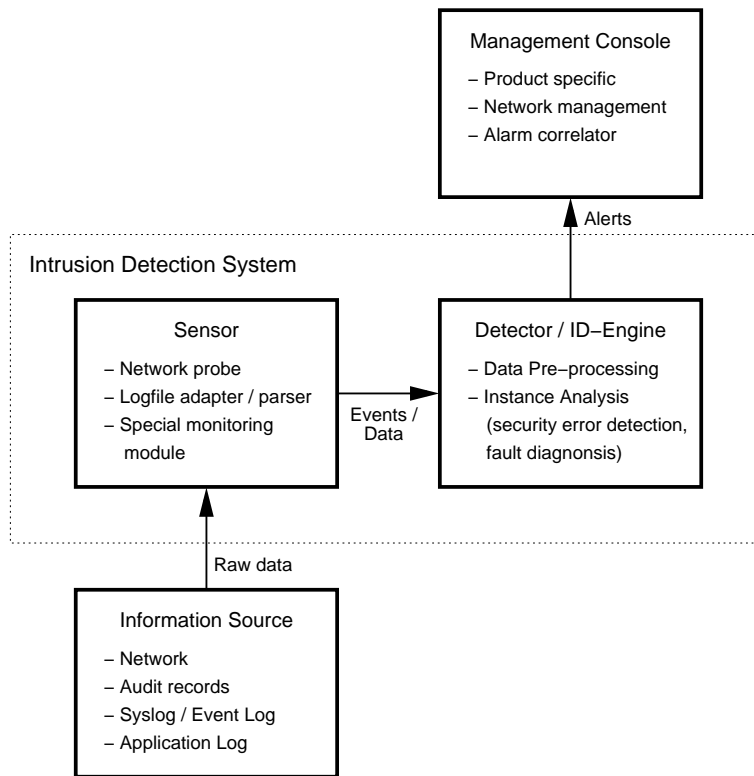 Management Console
– Product specific
– Network management
– Alarm correlator
Alerts
Intrusion Detection System
Sensor
– Network probe
– Logfile adapter / parser
– Special monitoring
module
Events /
Data
Detector / ID–Engine
– Data Pre–processing
– Instance Analysis
(security error detection,
fault diagnonsis)
Raw data
Information Source
– Network
– Audit records
– Syslog / Event Log
– Application Log